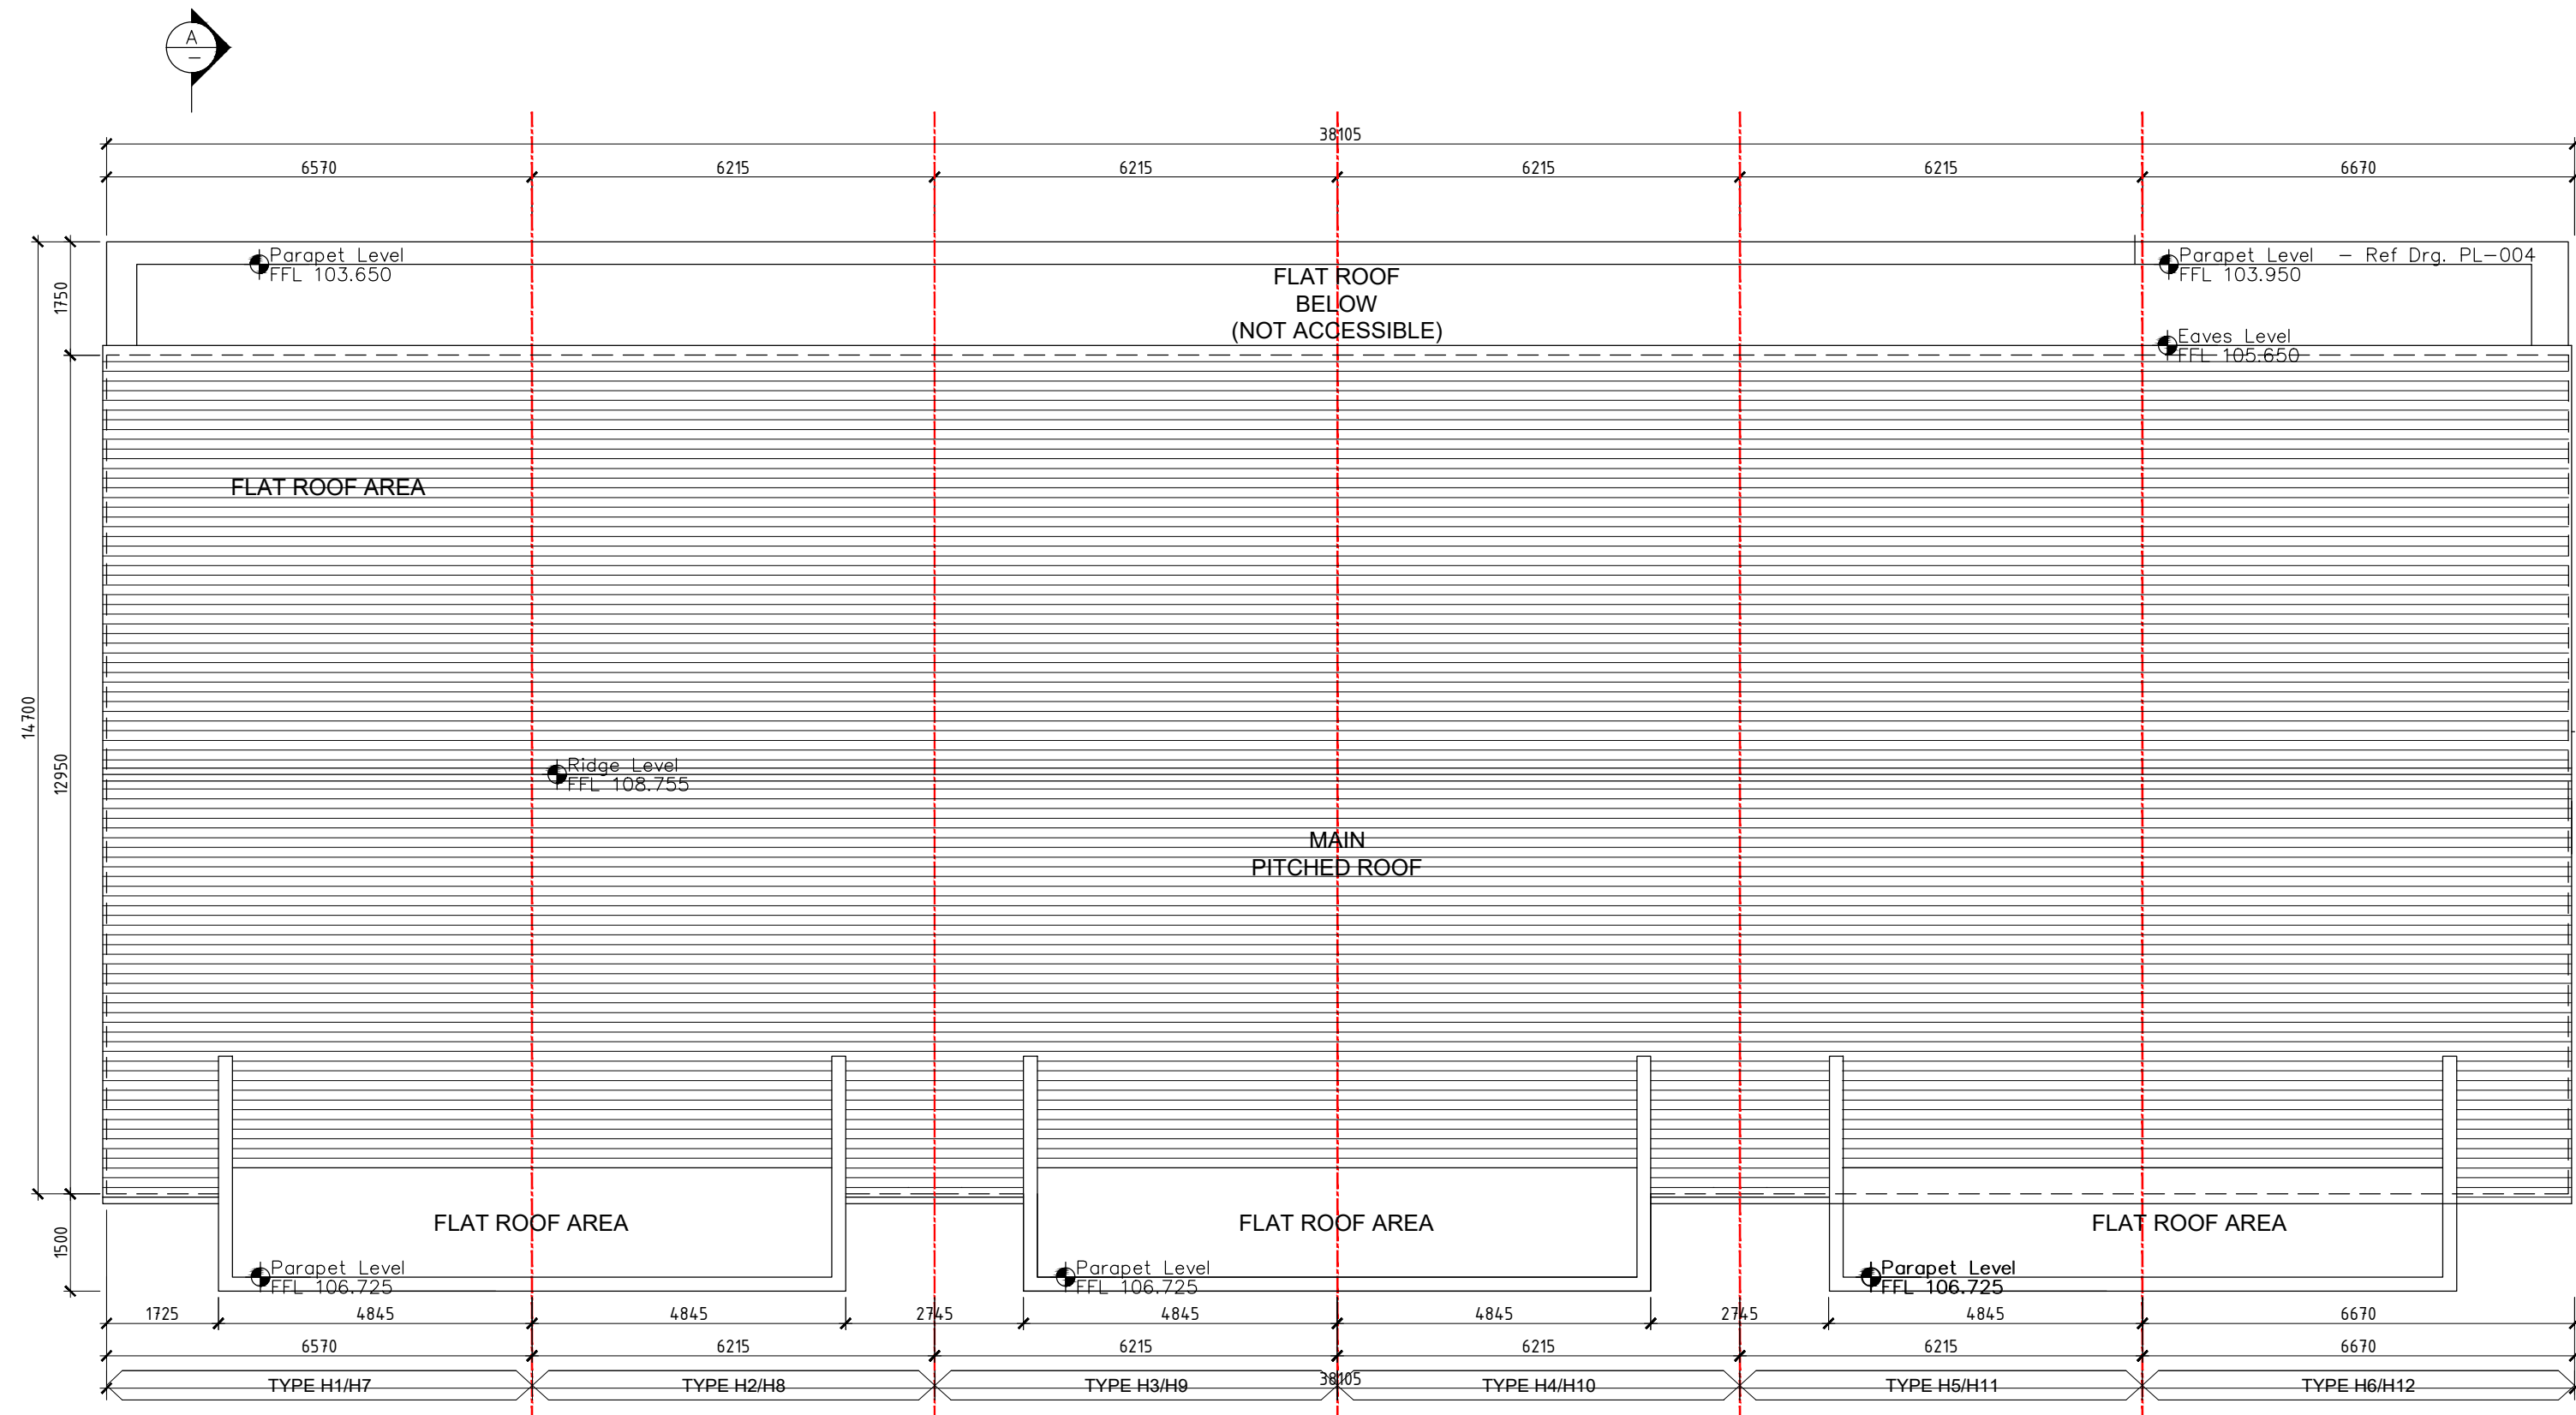 A
38105
6570
6215
6215
6215
6215
6670
Parapet Level
FFL 103.650
Parapet Level - Ref Drg. PL-004
FFL 103.950
FLAT ROOF
BELOW
(NOT ACCESSIBLE)
1750
Eaves Level
FFL 105.650
FLAT ROOF AREA
14700
12950
Ridge Level
FFL 108.755
MAIN
PITCHED ROOF
FLAT ROOF AREA
FLAT ROOF AREA
FLAT ROOF AREA
1500
Parapet Level
FFL 106.725
Parapet Level
FFL 106.725
Parapet Level
FFL 106.725
1725
4845
4845
2745
4845
4845
2745
4845
6670
6570
6215
6215
6215
6215
6670
38105
TYPE H1/H7
TYPE H2/H8
TYPE H3/H9
TYPE H4/H10
TYPE H5/H11
TYPE H6/H12